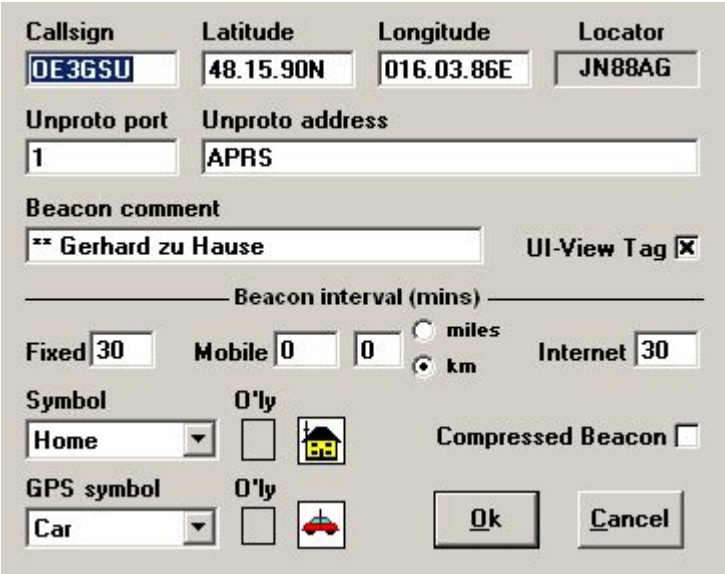 Callsign Latitude Longitude Locator
OE3GSU 48.15.90N 016.03.86E JN88AG
Unproto port Unproto address
1 APRS
Beacon comment
** Gerhard zu Hause UI-View Tag
Beacon interval (mins)
miles
Fixed 30 Mobile 0 0 km Internet 30
Symbol O'ly
Home Compressed Beacon
GPS symbol O'ly
Car Ok Cancel